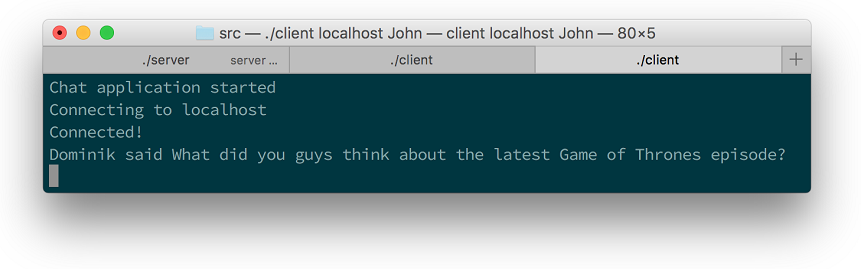 src — ./client localhost John — client localhost John — 80×5
./server server ... ./client ./client +
Chat application started
Connecting to localhost
Connected!
Dominik said What did you guys think about the latest Game of Thrones episode?